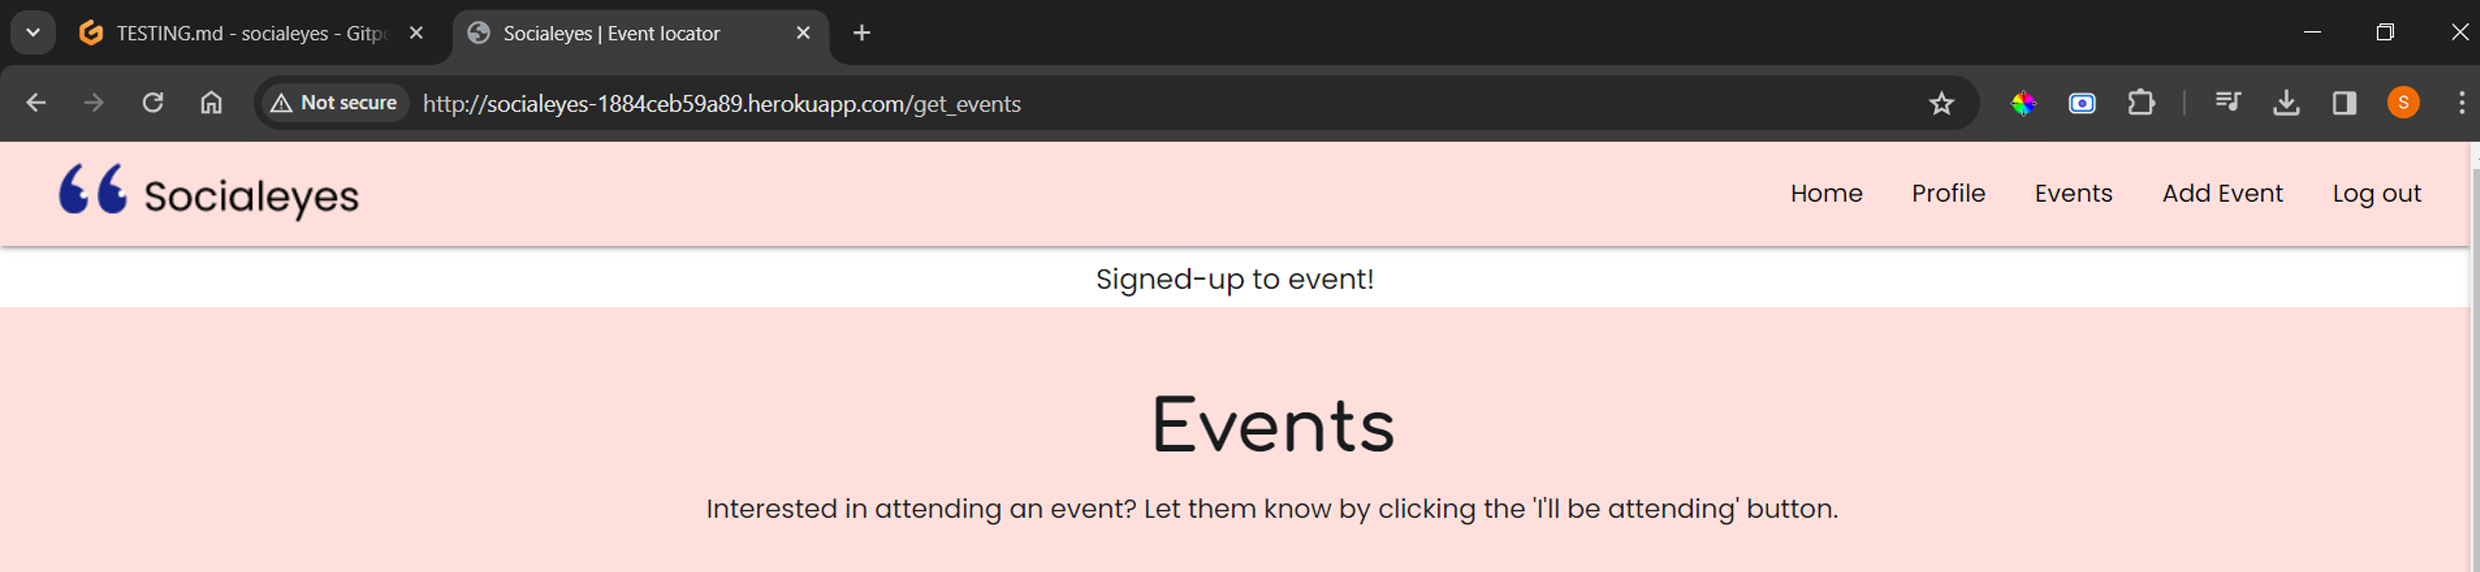 TESTING.md - socialeyes - Gitp
Socialeyes | Event locator
Not secure
http://socialeyes-1884ceb59a89.herokuapp.com/get_events
S
Socialeyes
Home
Profile
Events
Add Event
Log out
Signed-up to event!
Events
Interested in attending an event? Let them know by clicking the 'I'll be attending' button.